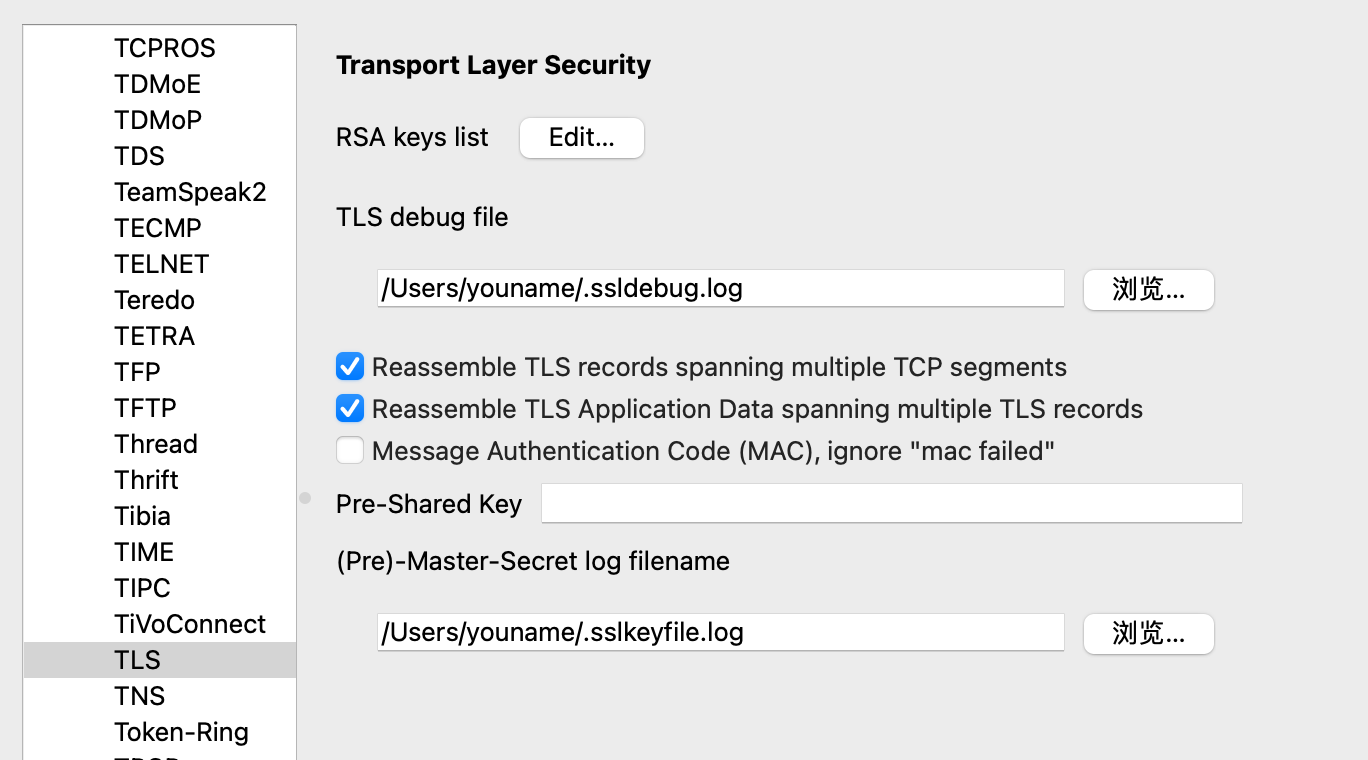 TCPROS
TDMoE
TDMoP
TDS
TeamSpeak2
TECMP
TELNET
Teredo
TETRA
TFP
TFTP
Thread
Thrift
Tibia
TIME
TIPC
TiVoConnect
TLS
TNS
Token-Ring
Transport Layer Security
RSA keys list Edit...
TLS debug file
/Users/youname/.ssldebug.log 浏览...
Reassemble TLS records spanning multiple TCP segments
Reassemble TLS Application Data spanning multiple TLS records
Message Authentication Code (MAC), ignore "mac failed"
Pre-Shared Key
(Pre)-Master-Secret log filename
/Users/youname/.sslkeyfile.log 浏览...